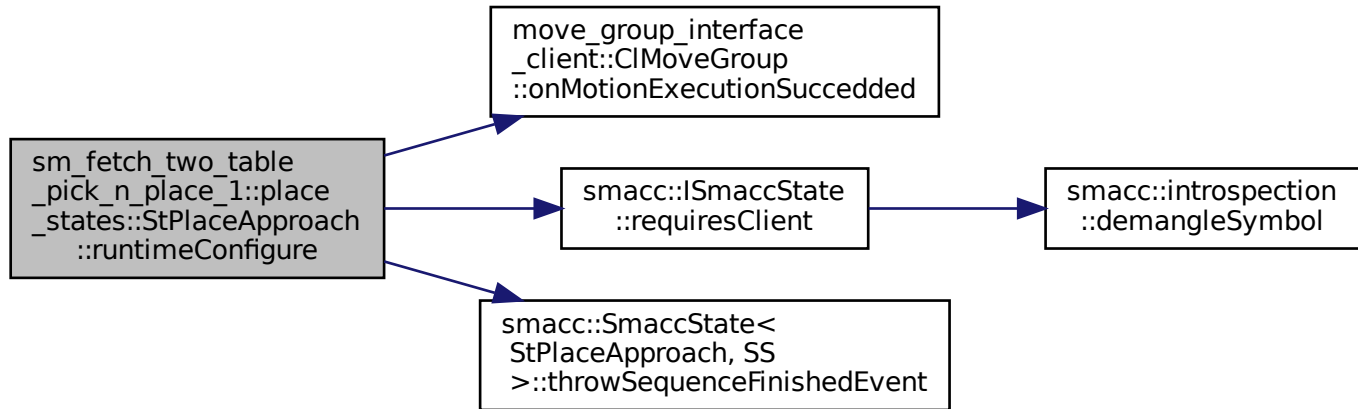 sm_fetch_two_table
_pick_n_place_1::place
_states::StPlaceApproach
::runtimeConfigure
move_group_interface
_client::ClMoveGroup
::onMotionExecutionSuccedded
smacc::ISmaccState
::requiresClient
smacc::introspection
::demangleSymbol
smacc::SmaccState<
StPlaceApproach, SS
>::throwSequenceFinishedEvent